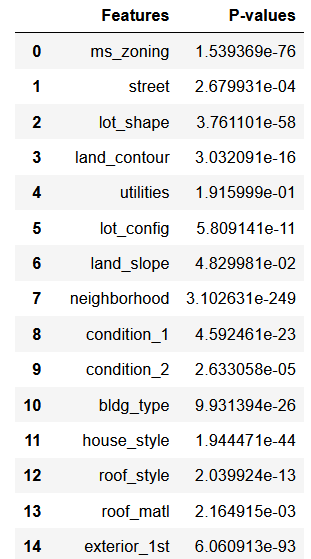 Features P-values
0 ms_zoning 1.539369e-76
1 street 2.679931e-04
2 lot_shape 3.761101e-58
3 land_contour 3.032091e-16
4 utilities 1.915999e-01
5 lot_config 5.809141e-11
6 land_slope 4.829981e-02
7 neighborhood 3.102631e-249
8 condition_1 4.592461e-23
9 condition_2 2.633058e-05
10 bldg_type 9.931394e-26
11 house_style 1.944471e-44
12 roof_style 2.039924e-13
13 roof_matl 2.164915e-03
14 exterior_1st 6.060913e-93